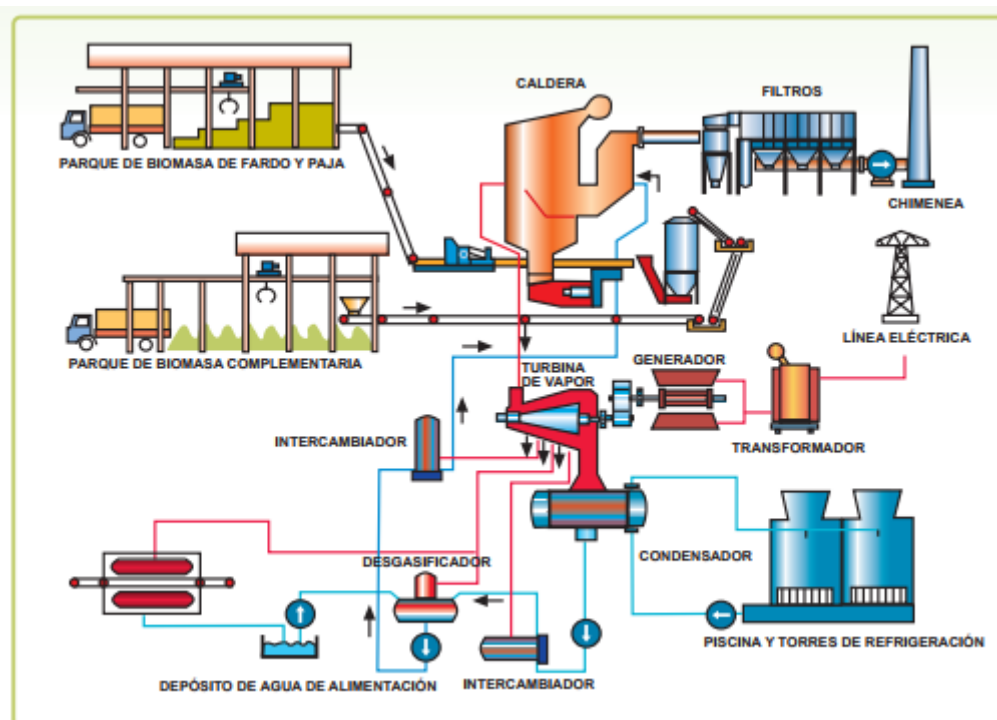 CALDERA
FILTROS
PARQUE DE BIOMASA DE FARDO Y PAJA
CHIMENEA
LÍNEA ELÉCTRICA
PARQUE DE BIOMASA COMPLEMENTARIA
TURBINA
DE VAPOR
GENERADOR
INTERCAMBIADOR
TRANSFORMADOR
CONDENSADOR
DESGASIFICADOR
PISCINA Y TORRES DE REFRIGERACIÓN
DEPÓSITO DE AGUA DE ALIMENTACIÓN
INTERCAMBIADOR